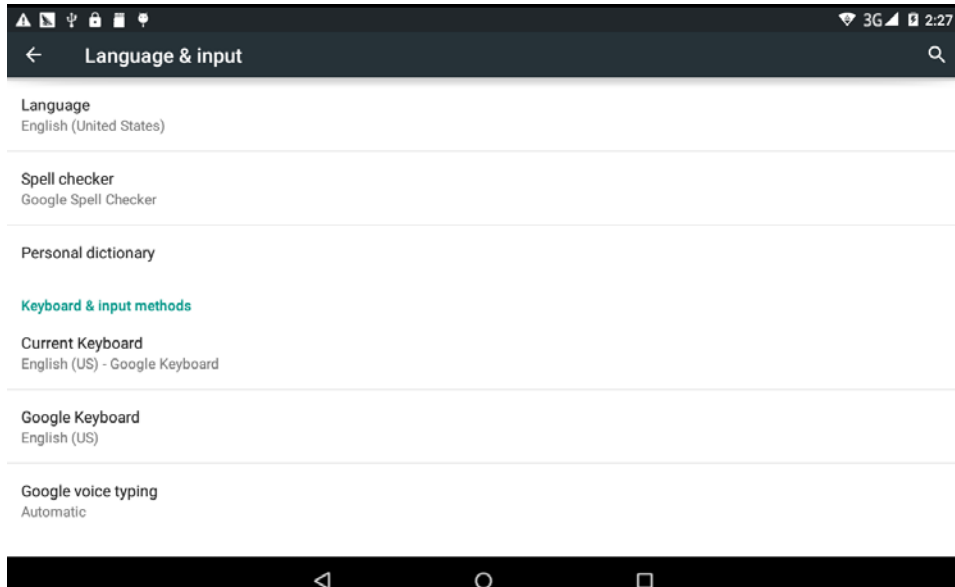 3G 2:27
Language & input
Language
English (United States)
Spell checker
Google Spell Checker
Personal dictionary
Keyboard & input methods
Current Keyboard
English (US) - Google Keyboard
Google Keyboard
English (US)
Google voice typing
Automatic